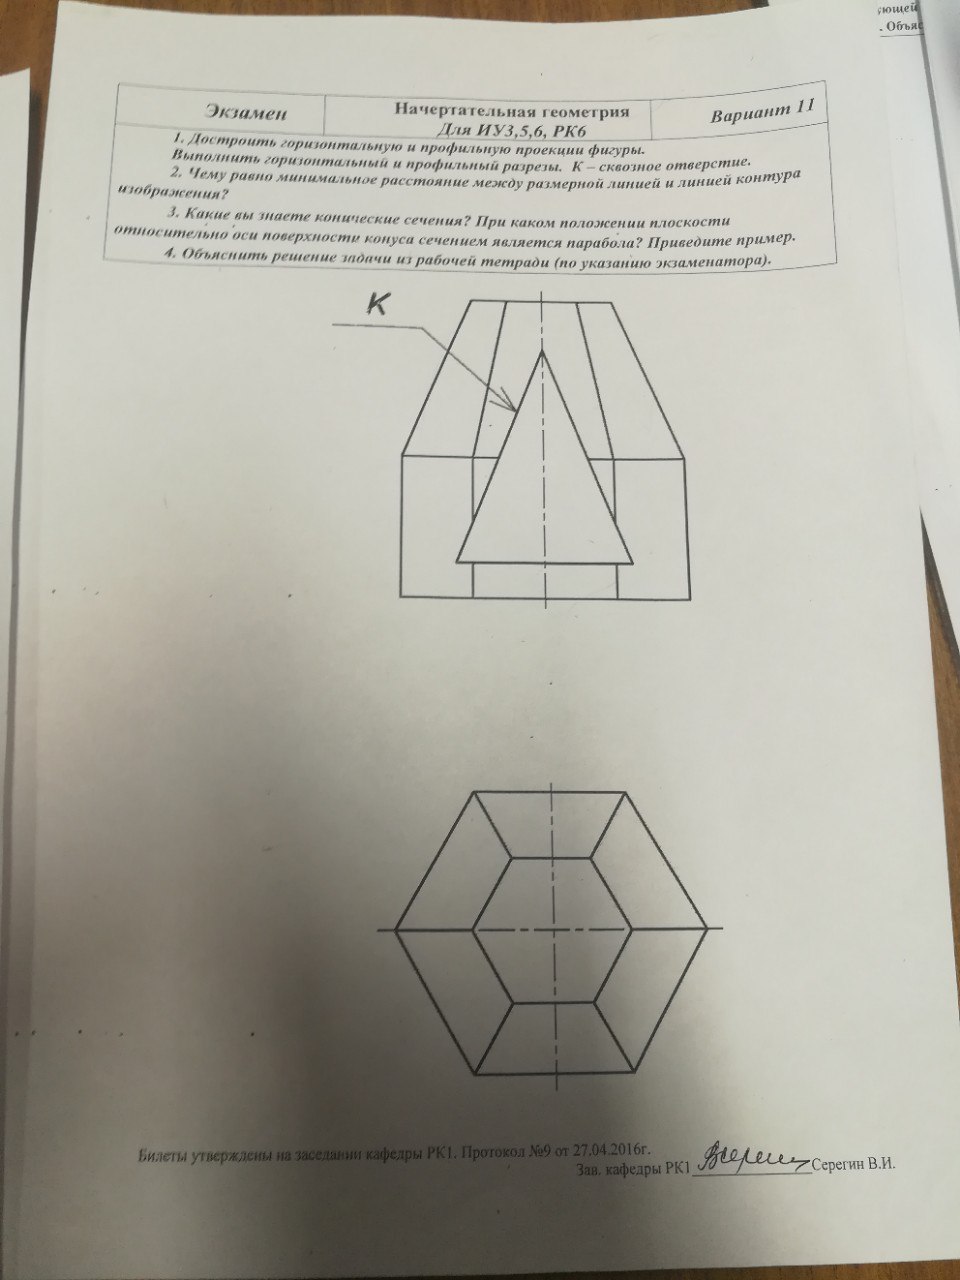 ующей
. Объяс
Экзамен
Начертательная геометрия
Для ИУ3,5,6, РК6
Вариант 11
1. Достроить горизонтальную и профильную проекции фигуры.
Выполнить горизонтальный и профильный разрезы. К – сквозное отверстие.
2. Чему равно минимальное расстояние между размерной линией и линией контура
изображения?
3. Какие вы знаете конические сечения? При каком положении плоскости
относительно оси поверхности конуса сечением является парабола? Приведите пример.
4. Объяснить решение задачи из рабочей тетради (по указанию экзаменатора).
К
Билеты утверждены на заседании кафедры РК1. Протокол №9 от 27.04.2016г.
Зав. кафедры РК1 Серегин В.И.